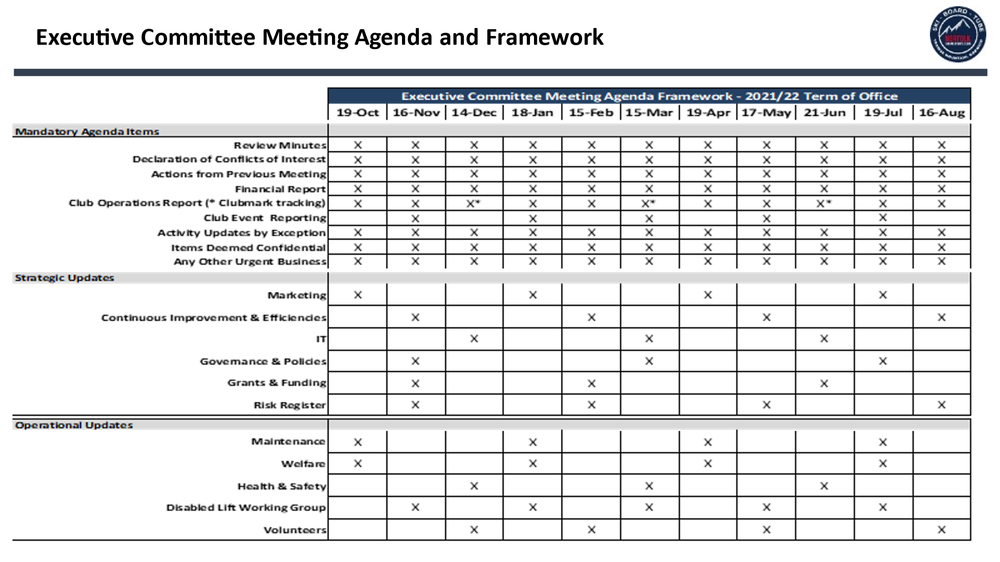 Executive Committee Meeting Agenda and Framework
SKI - BOARD - TUBE
NORFOLK
Executive Committee Meeting Agenda Framework - 2021/22 Term of Office
19-Oct 16-Nov 14-Dec 18-Jan 15-Feb 15-Mar 19-Apr 17-May 21-Jun 19-Jul 16-Aug
Mandatory Agenda Items
Review Minutes X X X X X X X X X X X
Declaration of Conflicts of Interest X X X X X X X X X X X
Actions from Previous Meeting X X X X X X X X X X X
Financial Report X X X X X X X X X X X
Club Operations Report (* Clubmark tracking) X X X* X X X* X X X* X X
Club Event Reporting X X X X X
Activity Updates by Exception X X X X X X X X X X X
Items Deemed Confidential X X X X X X X X X X X
Any Other Urgent Business X X X X X X X X X X X
Strategic Updates
Marketing X X X X
Continuous Improvement & Efficiencies X X X X
IT X X X
Governance & Policies X X X
Grants & Funding X X X
Risk Register X X X X
Operational Updates
Maintenance X X X X
Welfare X X X X
Health & Safety X X X
Disabled Lift Working Group X X X X X
Volunteers X X X X